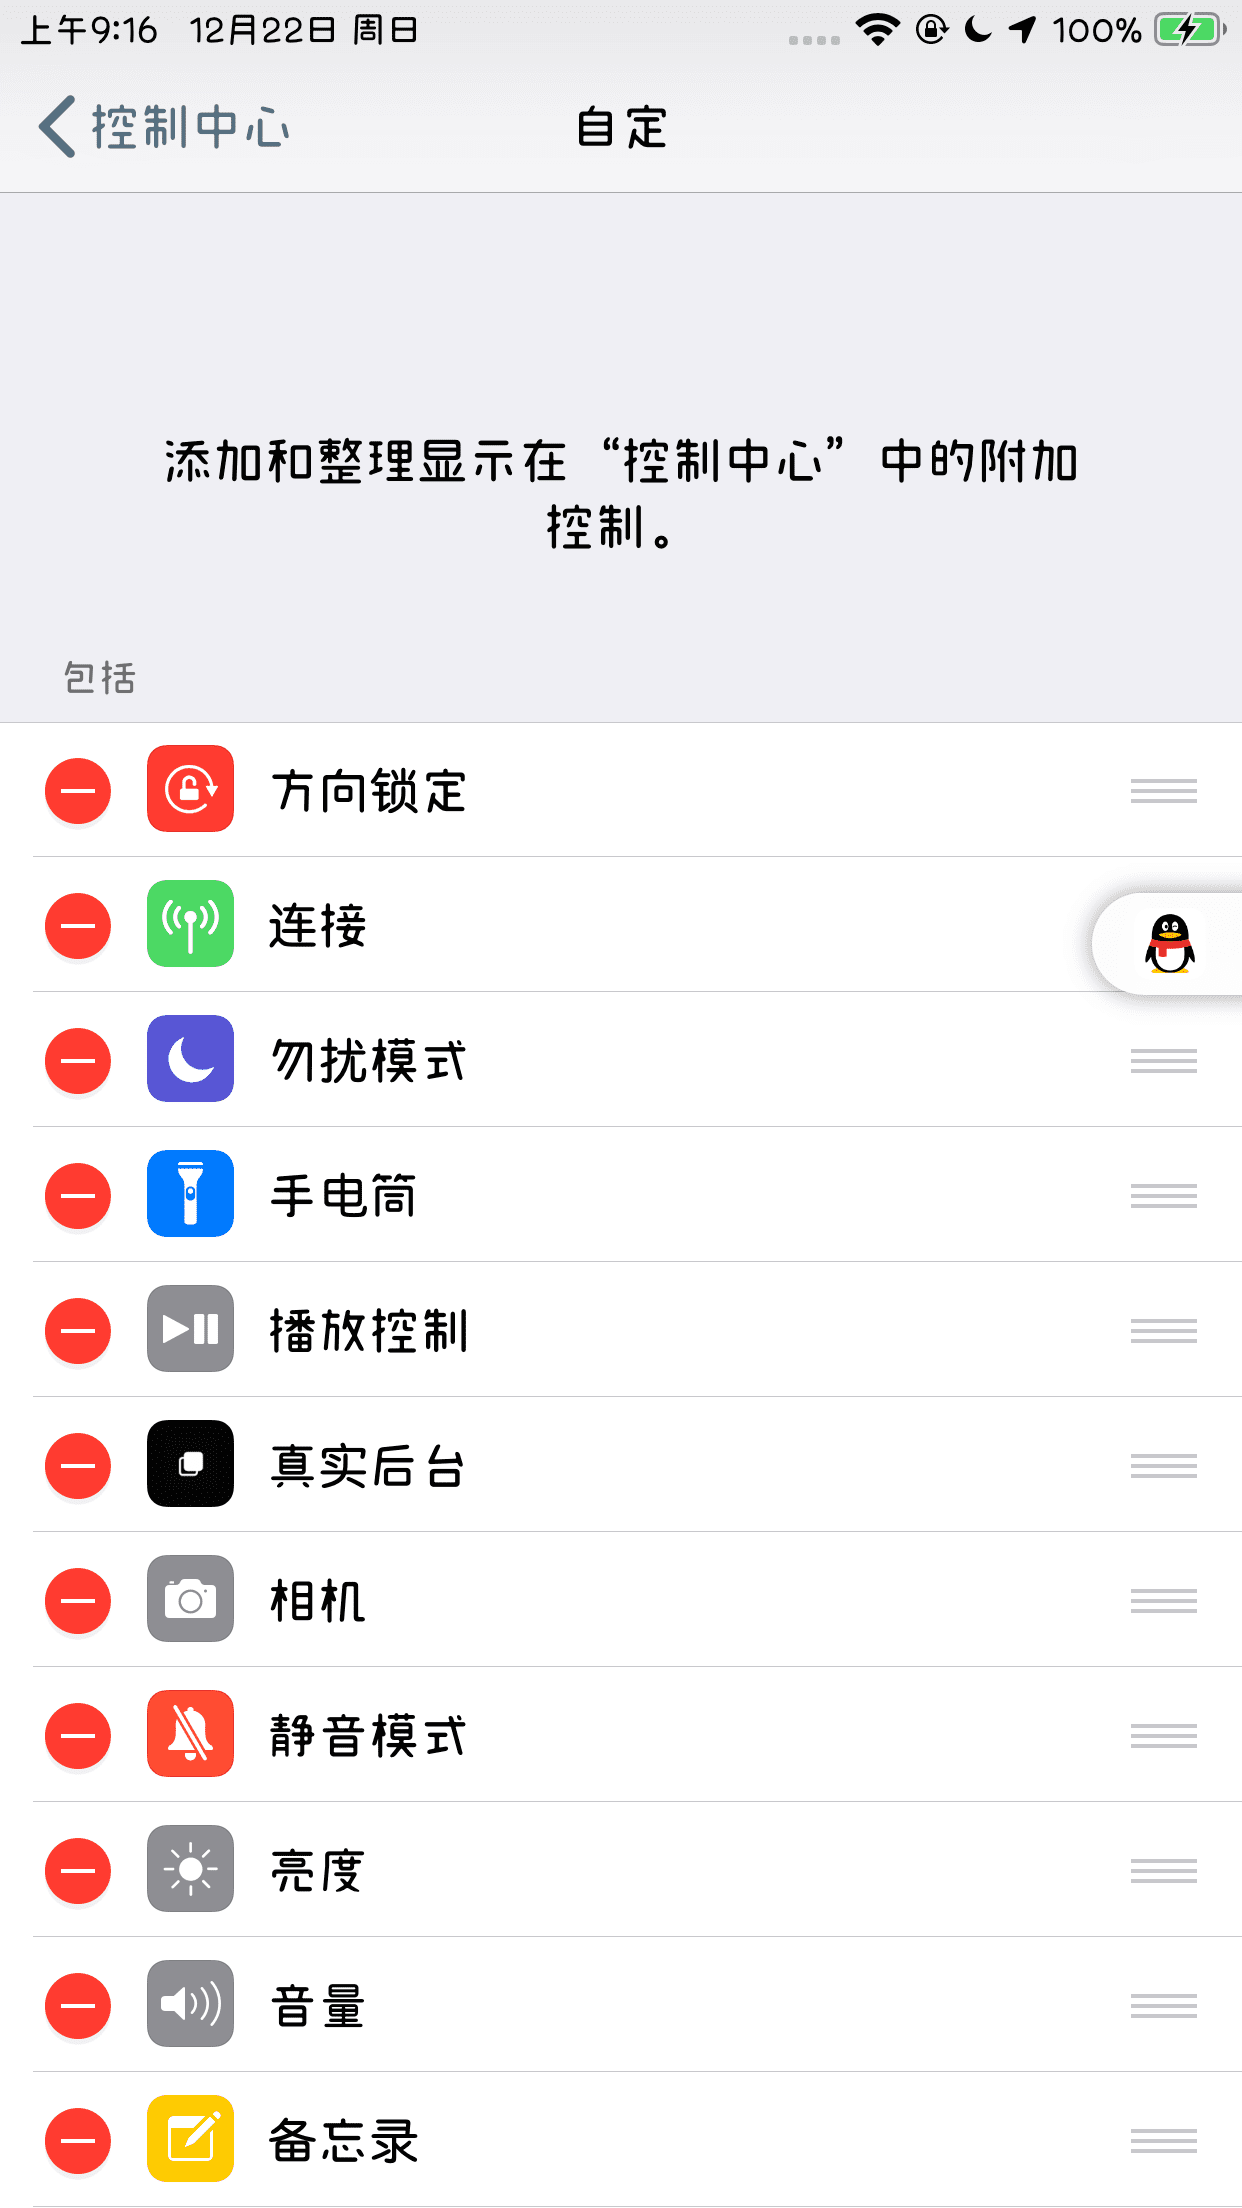 上午9:16 12月22日 周日 100%
控制中心 自定
添加和整理显示在“控制中心”中的附加
控制。
包括
方向锁定
连接
勿扰模式
手电筒
播放控制
真实后台
相机
静音模式
亮度
音量
备忘录